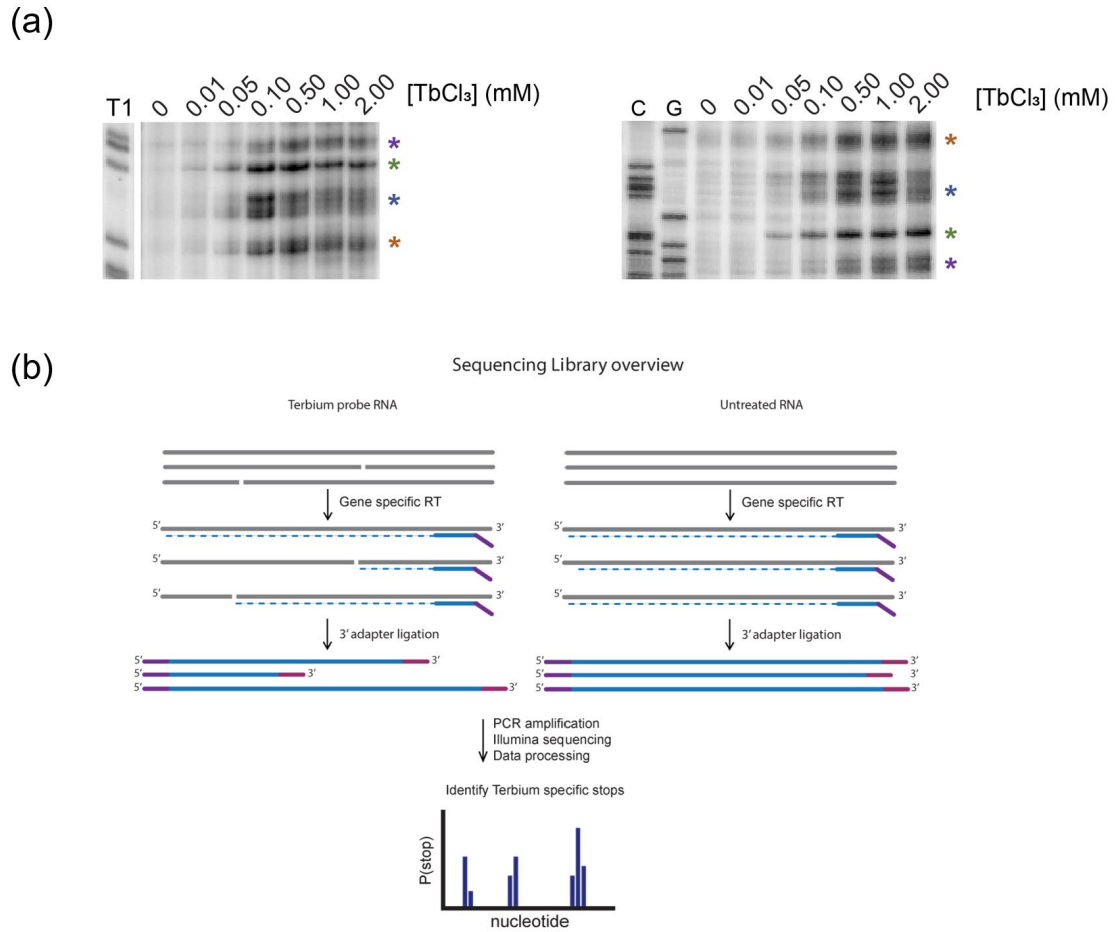 (a)
T1 0 0.01 0.05 0.10 0.50 1.00 2.00 [TbCl₃] (mM)
*
*
*
*
C G 0 0.01 0.05 0.10 0.50 1.00 2.00 [TbCl₃] (mM)
*
*
*
*
(b)
Sequencing Library overview
Terbium probe RNA
Gene specific RT
5' 3'
5' 3'
5' 3'
3' adapter ligation
5' 3'
5' 3'
5' 3'
Untreated RNA
Gene specific RT
5' 3'
5' 3'
5' 3'
3' adapter ligation
5' 3'
5' 3'
5' 3'
PCR amplification
Illumina sequencing
Data processing
Identify Terbium specific stops
P(stop)
nucleotide